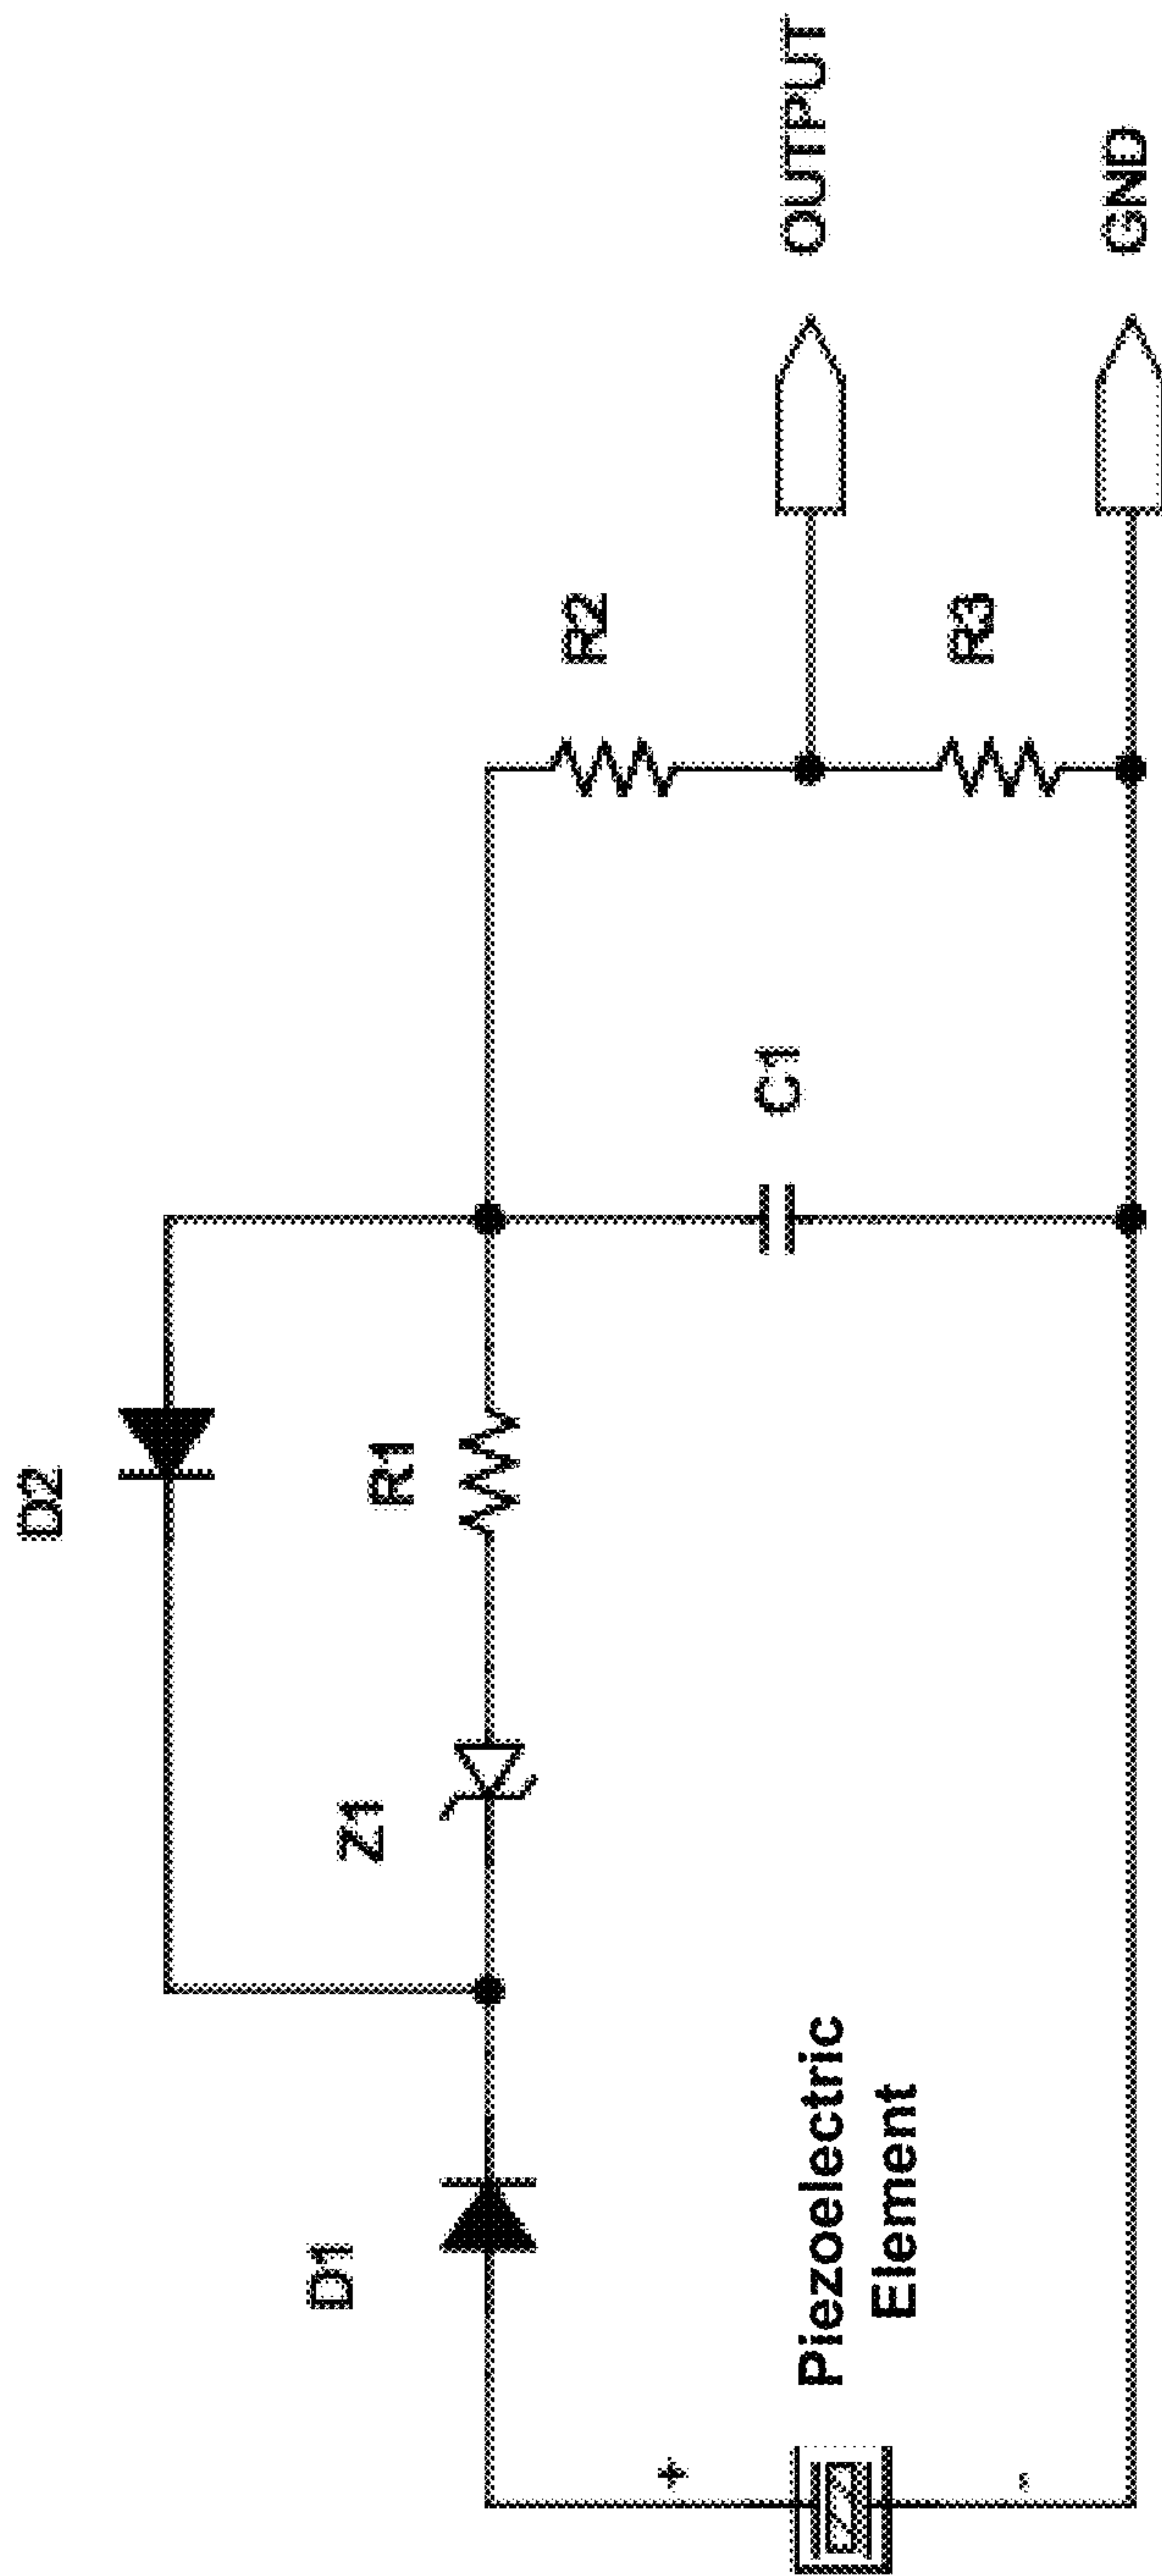 D2
D1
Z1
R1
C1
R2
R3
OUTPUT
GND
+
-
Piezoelectric
Element